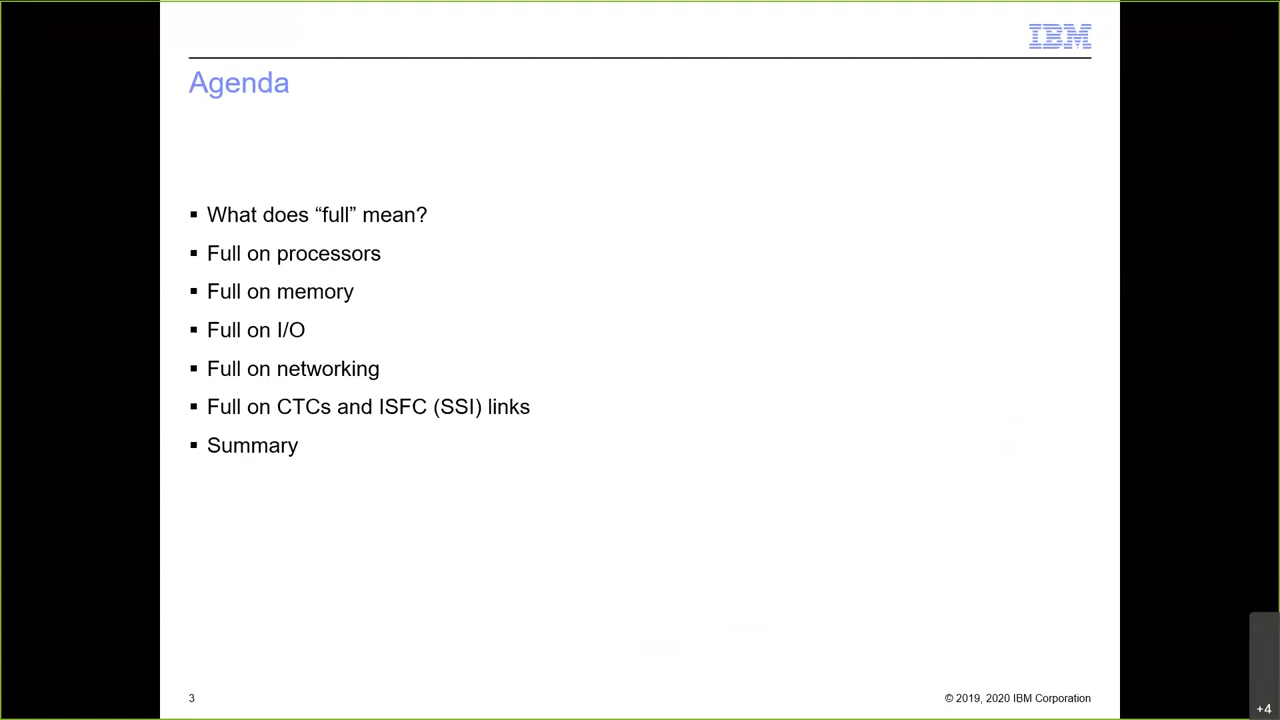 IBM
Agenda
▪ What does “full” mean?
▪ Full on processors
▪ Full on memory
▪ Full on I/O
▪ Full on networking
▪ Full on CTCs and ISFC (SSI) links
▪ Summary
3
© 2019, 2020 IBM Corporation
+4